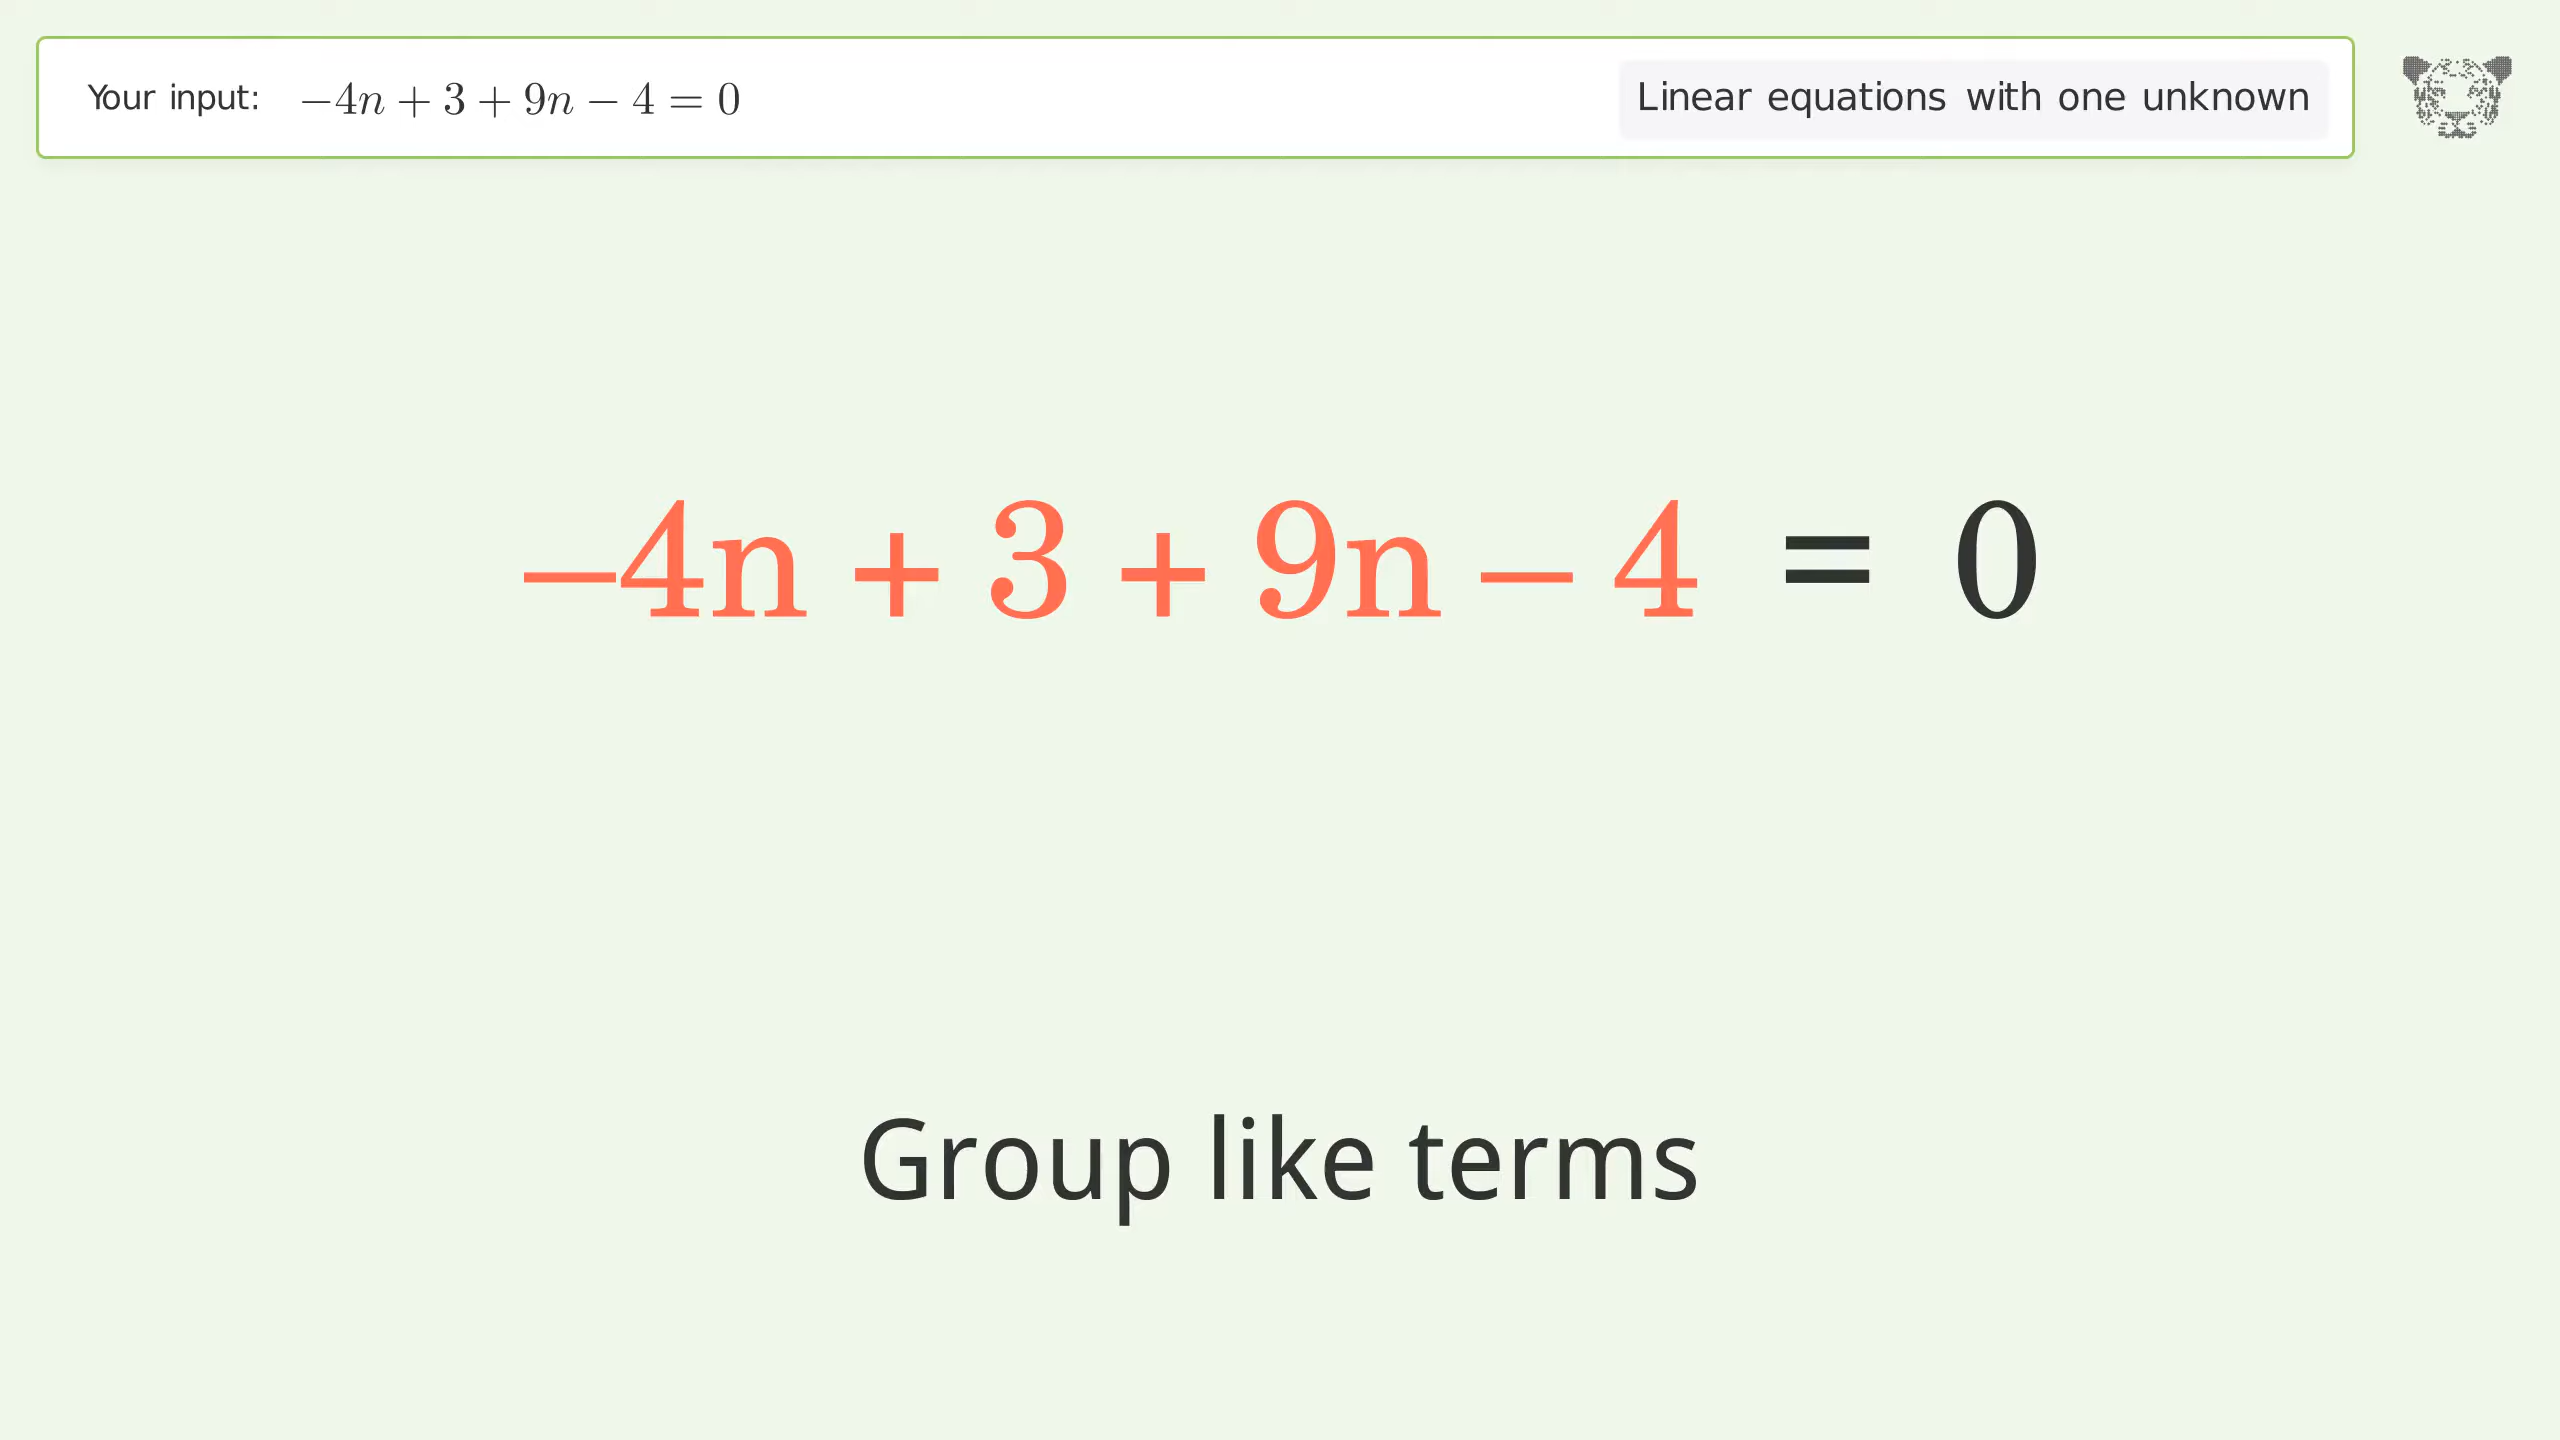 Your input: −4n + 3 + 9n − 4 = 0
Linear equations with one unknown
−4n + 3 + 9n − 4 = 0
Group like terms